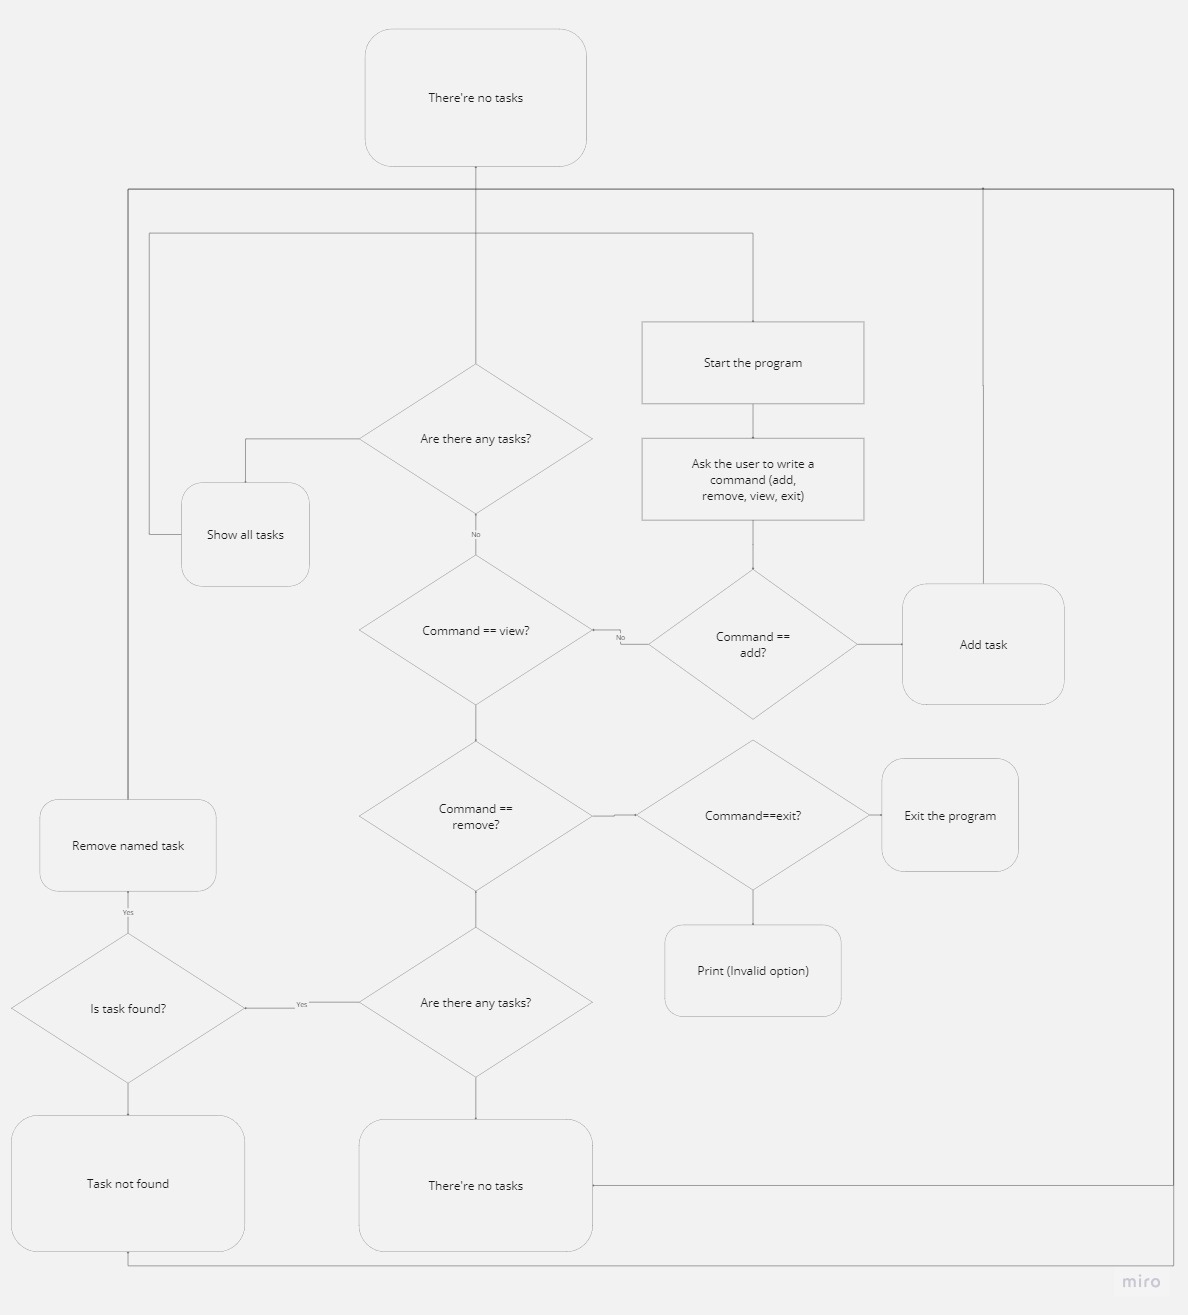 There're no tasks
Start the program
Are there any tasks?
Ask the user to write a
command (add,
remove, view, exit)
Show all tasks
No
Command == view?
No
Command ==
add?
Add task
Command ==
remove?
Command==exit?
Exit the program
Remove named task
Yes
Print (Invalid option)
Is task found?
Yes
Are there any tasks?
Task not found
There're no tasks
miro